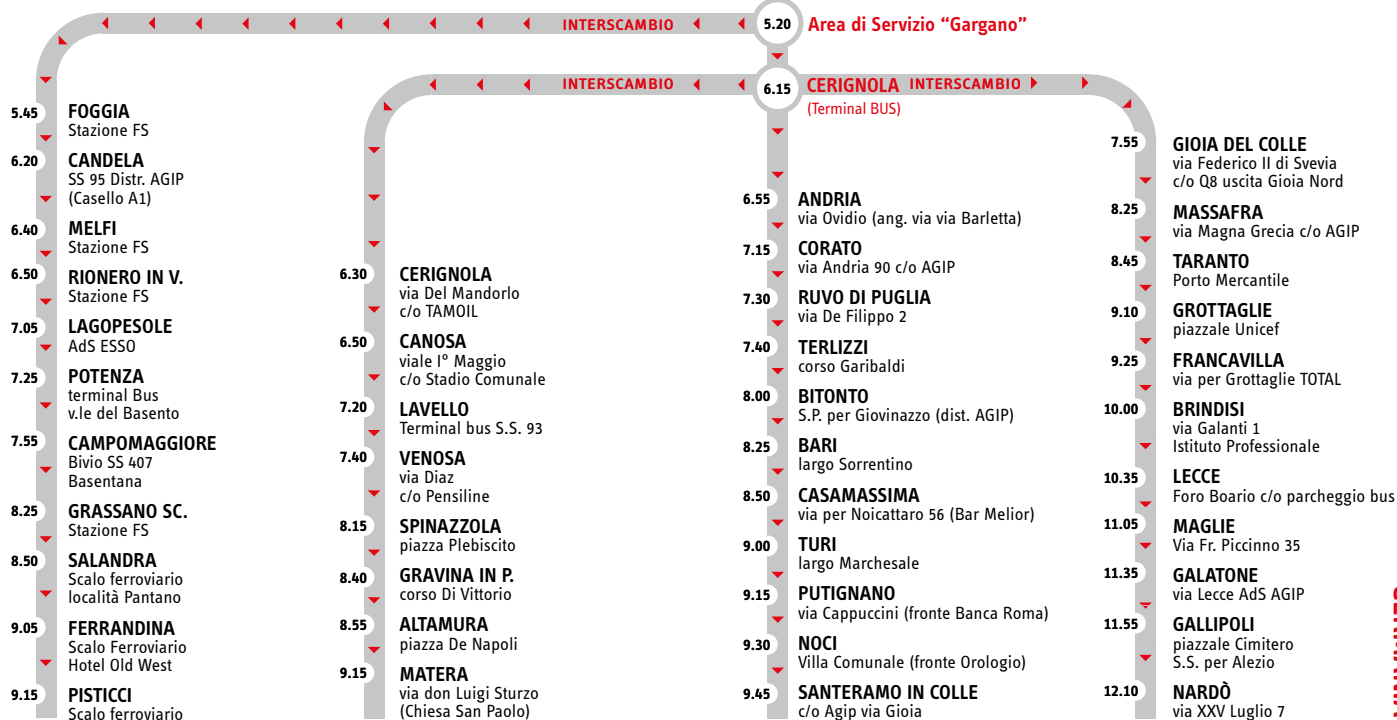 INTERSCAMBIO
5.20
Area di Servizio “Gargano”
INTERSCAMBIO
6.15
CERIGNOLA INTERSCAMBIO
(Terminal BUS)
5.45
FOGGIA
Stazione FS
6.20
CANDELA
SS 95 Distr. AGIP
(Casello A1)
6.40
MELFI
Stazione FS
6.50
RIONERO IN V.
Stazione FS
7.05
LAGOPESOLE
AdS ESSO
7.25
POTENZA
terminal Bus
v.le del Basento
7.55
CAMPOMAGGIORE
Bivio SS 407
Basentana
8.25
GRASSANO SC.
Stazione FS
8.50
SALANDRA
Scalo ferroviario
località Pantano
9.05
FERRANDINA
Scalo Ferroviario
Hotel Old West
9.15
PISTICCI
Scalo ferroviario
6.30
CERIGNOLA
via Del Mandorlo
c/o TAMOIL
6.50
CANOSA
viale I° Maggio
c/o Stadio Comunale
7.20
LAVELLO
Terminal bus S.S. 93
7.40
VENOSA
via Diaz
c/o Pensiline
8.15
SPINAZZOLA
piazza Plebiscito
8.40
GRAVINA IN P.
corso Di Vittorio
8.55
ALTAMURA
piazza De Napoli
9.15
MATERA
via don Luigi Sturzo
(Chiesa San Paolo)
6.55
ANDRIA
via Ovidio (ang. via via Barletta)
7.15
CORATO
via Andria 90 c/o AGIP
7.30
RUVO DI PUGLIA
via De Filippo 2
7.40
TERLIZZI
corso Garibaldi
8.00
BITONTO
S.P. per Giovinazzo (dist. AGIP)
8.25
BARI
largo Sorrentino
8.50
CASAMASSIMA
via per Noicattaro 56 (Bar Melior)
9.00
TURI
largo Marchesale
9.15
PUTIGNANO
via Cappuccini (fronte Banca Roma)
9.30
NOCI
Villa Comunale (fronte Orologio)
9.45
SANTERAMO IN COLLE
c/o Agip via Gioia
7.55
GIOIA DEL COLLE
via Federico II di Svevia
c/o Q8 uscita Gioia Nord
8.25
MASSAFRA
via Magna Grecia c/o AGIP
8.45
TARANTO
Porto Mercantile
9.10
GROTTAGLIE
piazzale Unicef
9.25
FRANCAVILLA
via per Grottaglie TOTAL
10.00
BRINDISI
via Galanti 1
Istituto Professionale
10.35
LECCE
Foro Boario c/o parcheggio bus
11.05
MAGLIE
Via Fr. Piccinno 35
11.35
GALATONE
via Lecce AdS AGIP
11.55
GALLIPOLI
piazzale Cimitero
S.S. per Alezio
12.10
NARDÒ
via XXV Luglio 7